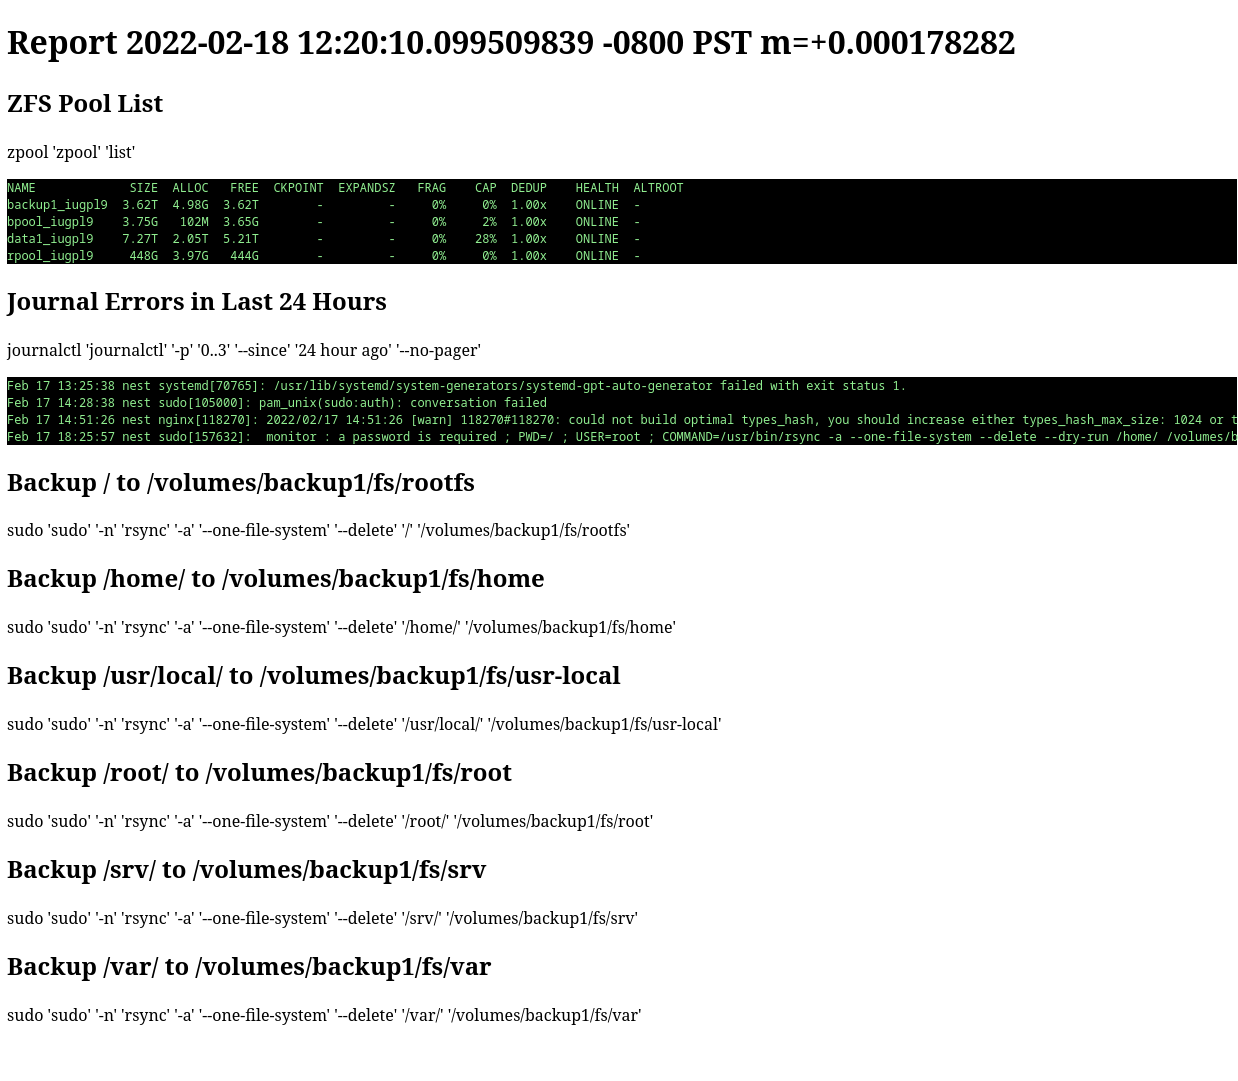 Report 2022-02-18 12:20:10.099509839 -0800 PST m=+0.000178282
ZFS Pool List
zpool 'zpool' 'list'
NAME             SIZE  ALLOC   FREE  CKPOINT  EXPANDSZ   FRAG    CAP  DEDUP    HEALTH  ALTROOT
backup1_iugpl9  3.62T  4.98G  3.62T        -         -     0%     0%  1.00x    ONLINE  -
bpool_iugpl9    3.75G   102M  3.65G        -         -     0%     2%  1.00x    ONLINE  -
data1_iugpl9    7.27T  2.05T  5.21T        -         -     0%    28%  1.00x    ONLINE  -
rpool_iugpl9     448G  3.97G   444G        -         -     0%     0%  1.00x    ONLINE  -
Journal Errors in Last 24 Hours
journalctl 'journalctl' '-p' '0..3' '--since' '24 hour ago' '--no-pager'
Feb 17 13:25:38 nest systemd[70765]: /usr/lib/systemd/system-generators/systemd-gpt-auto-generator failed with exit status 1.
Feb 17 14:28:38 nest sudo[105000]: pam_unix(sudo:auth): conversation failed
Feb 17 14:51:26 nest nginx[118270]: 2022/02/17 14:51:26 [warn] 118270#118270: could not build optimal types_hash, you should increase either types_hash_max_size: 1024 or t
Feb 17 18:25:57 nest sudo[157632]:  monitor : a password is required ; PWD=/ ; USER=root ; COMMAND=/usr/bin/rsync -a --one-file-system --delete --dry-run /home/ /volumes/b
Backup / to /volumes/backup1/fs/rootfs
sudo 'sudo' '-n' 'rsync' '-a' '--one-file-system' '--delete' '/' '/volumes/backup1/fs/rootfs'
Backup /home/ to /volumes/backup1/fs/home
sudo 'sudo' '-n' 'rsync' '-a' '--one-file-system' '--delete' '/home/' '/volumes/backup1/fs/home'
Backup /usr/local/ to /volumes/backup1/fs/usr-local
sudo 'sudo' '-n' 'rsync' '-a' '--one-file-system' '--delete' '/usr/local/' '/volumes/backup1/fs/usr-local'
Backup /root/ to /volumes/backup1/fs/root
sudo 'sudo' '-n' 'rsync' '-a' '--one-file-system' '--delete' '/root/' '/volumes/backup1/fs/root'
Backup /srv/ to /volumes/backup1/fs/srv
sudo 'sudo' '-n' 'rsync' '-a' '--one-file-system' '--delete' '/srv/' '/volumes/backup1/fs/srv'
Backup /var/ to /volumes/backup1/fs/var
sudo 'sudo' '-n' 'rsync' '-a' '--one-file-system' '--delete' '/var/' '/volumes/backup1/fs/var'